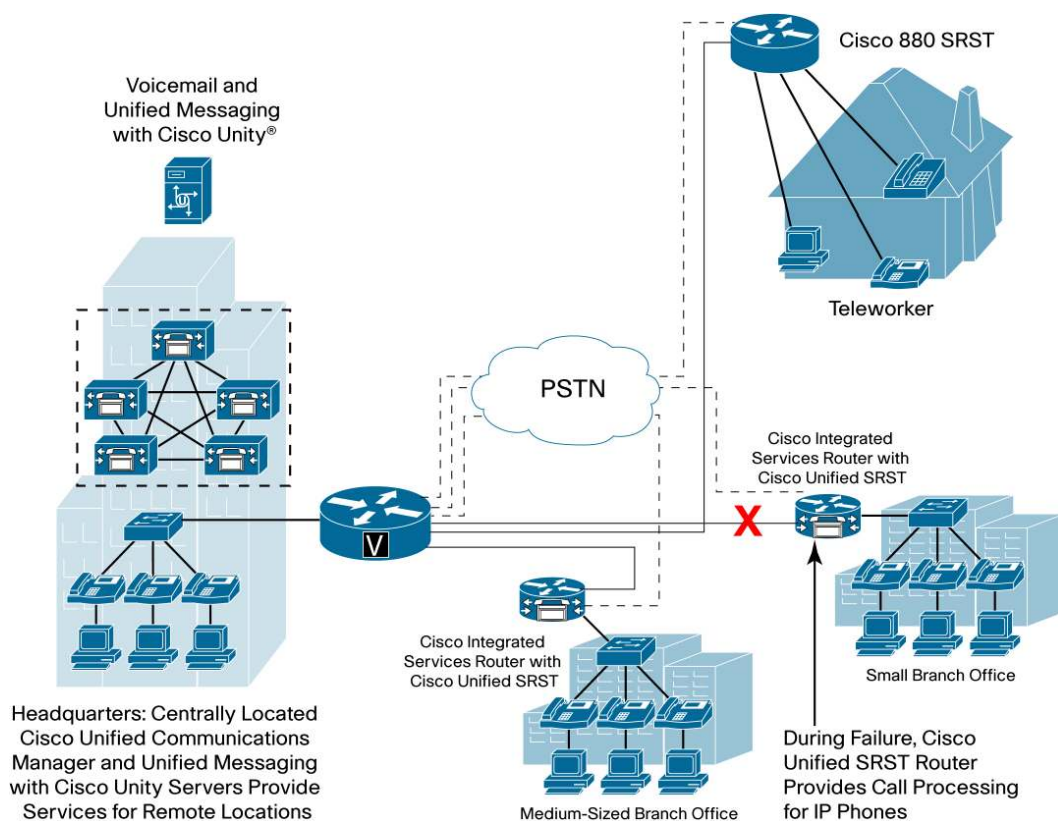 Voicemail and
Unified Messaging
with Cisco Unity®
Cisco 880 SRST
Teleworker
PSTN
Cisco Integrated
Services Router with
Cisco Unified SRST
V
X
Small Branch Office
Cisco Integrated
Services Router with
Cisco Unified SRST
Medium-Sized Branch Office
Headquarters: Centrally Located
Cisco Unified Communications
Manager and Unified Messaging
with Cisco Unity Servers Provide
Services for Remote Locations
During Failure, Cisco
Unified SRST Router
Provides Call Processing
for IP Phones
U